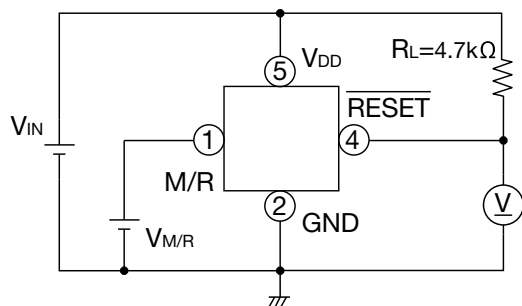 5 VDD
RL=4.7kΩ
RESET
VIN
1
4
M/R
2
GND
V
VM/R